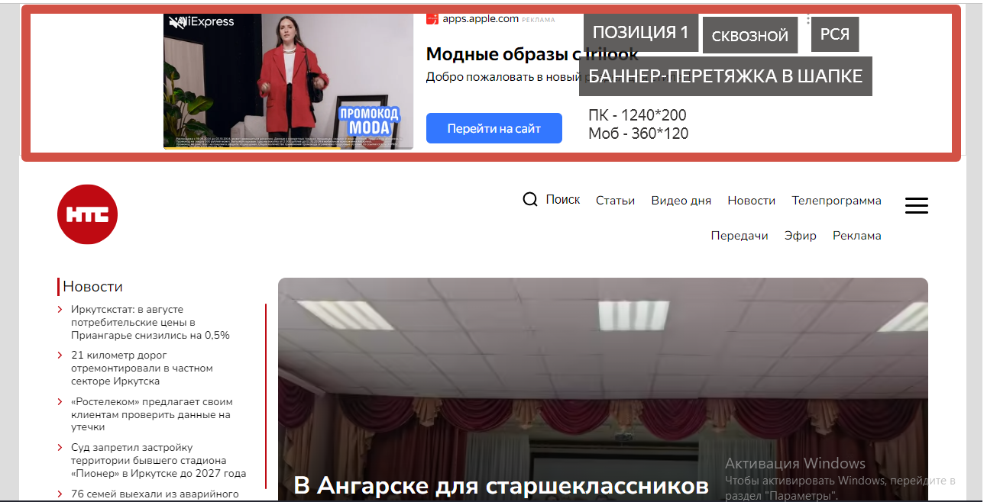 AliExpress
ПРОМОКОД
MODA
apps.apple.com РЕКЛАМА
Модные образы с Irilook
Добро пожаловать в новый
Перейти на сайт
ПОЗИЦИЯ 1
СКВОЗНОЙ
РСЯ
БАННЕР-ПЕРЕТЯЖКА В ШАПКЕ
ПК - 1240*200
Моб - 360*120
НТС
Поиск Статьи Видео дня Новости Телепрограмма
Передачи Эфир Реклама
Новости
Иркутскстат: в августе
потребительские цены в
Приангарье снизились на 0,5%
21 километр дорог
отремонтировали в частном
секторе Иркутска
«Ростелеком» предлагает своим
клиентам проверить данные на
утечки
Суд запретил застройку
территории бывшего стадиона
«Пионер» в Иркутске до 2027 года
76 семей выехали из аварийного
В Ангарске для старшеклассников
Активация Windows
Чтобы активировать Windows, перейдите в
раздел "Параметры".